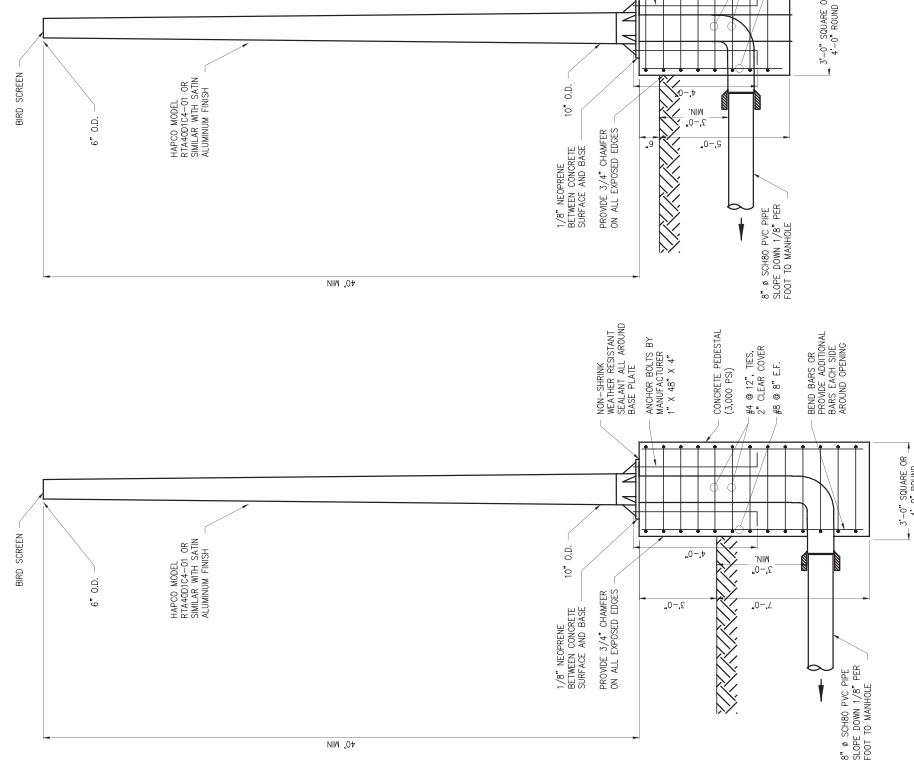 BIRD SCREEN
6" O.D.
HAPCO MODEL
RTA40D1C4-01 OR
SIMILAR WITH SATIN
ALUMINUM FINISH
10" O.D.
1/8" NEOPRENE
BETWEEN CONCRETE
SURFACE AND BASE
PROVIDE 3/4" CHAMFER
ON ALL EXPOSED EDGES
40' MIN
6"
5'-0"
3'-0"
MIN.
4'-0"
8" ø SCH80 PVC PIPE
SLOPE DOWN 1/8" PER
FOOT TO MANHOLE
3'-0" SQUARE O
4'-0" ROUND
BIRD SCREEN
6" O.D.
HAPCO MODEL
RTA40D1C4-01 OR
SIMILAR WITH SATIN
ALUMINUM FINISH
10" O.D.
1/8" NEOPRENE
BETWEEN CONCRETE
SURFACE AND BASE
PROVIDE 3/4" CHAMFER
ON ALL EXPOSED EDGES
NON-SHRINK
WEATHER RESISTANT
SEALANT ALL AROUND
BASE PLATE
ANCHOR BOLTS BY
MANUFACTURER
1" X 48" X 4"
CONCRETE PEDESTAL
(3,000 PSI)
#4 @ 12", TIES,
2" CLEAR COVER
#8 @ 8" E.F.
BEND BARS OR
PROVIDE ADDITIONAL
BARS EACH SIDE
AROUND OPENING
40' MIN
3'-0"
7'-0"
3'-0"
MIN.
4'-0"
8" ø SCH80 PVC PIPE
SLOPE DOWN 1/8" PER
FOOT TO MANHOLE
3'-0" SQUARE OR
4'-0" ROUND